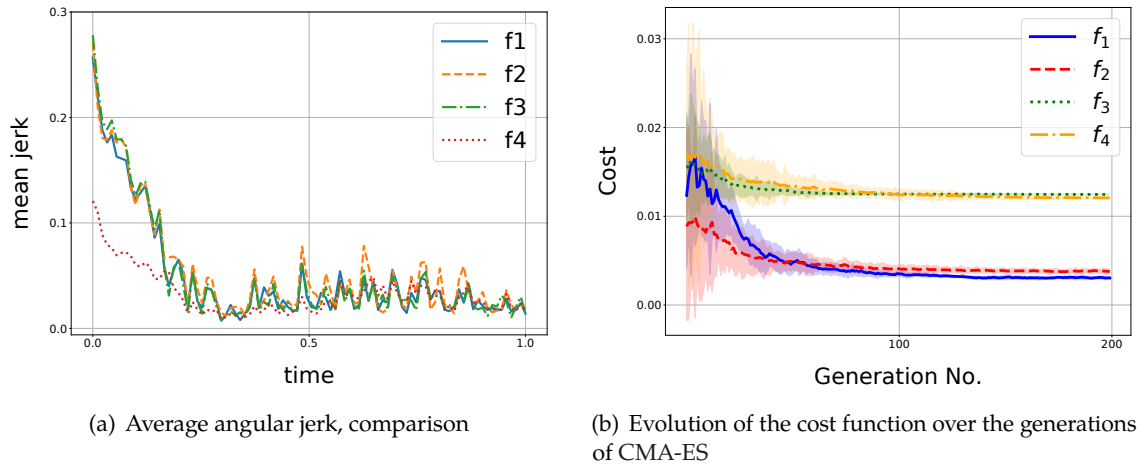 0.3
0.2
0.1
0.0
mean jerk
0.0
0.5
1.0
time
f1
f2
f3
f4
(a) Average angular jerk, comparison
0.03
0.02
0.01
0.00
Cost
100
200
Generation No.
f₁
f₂
f₃
f₄
(b) Evolution of the cost function over the generations
of CMA-ES